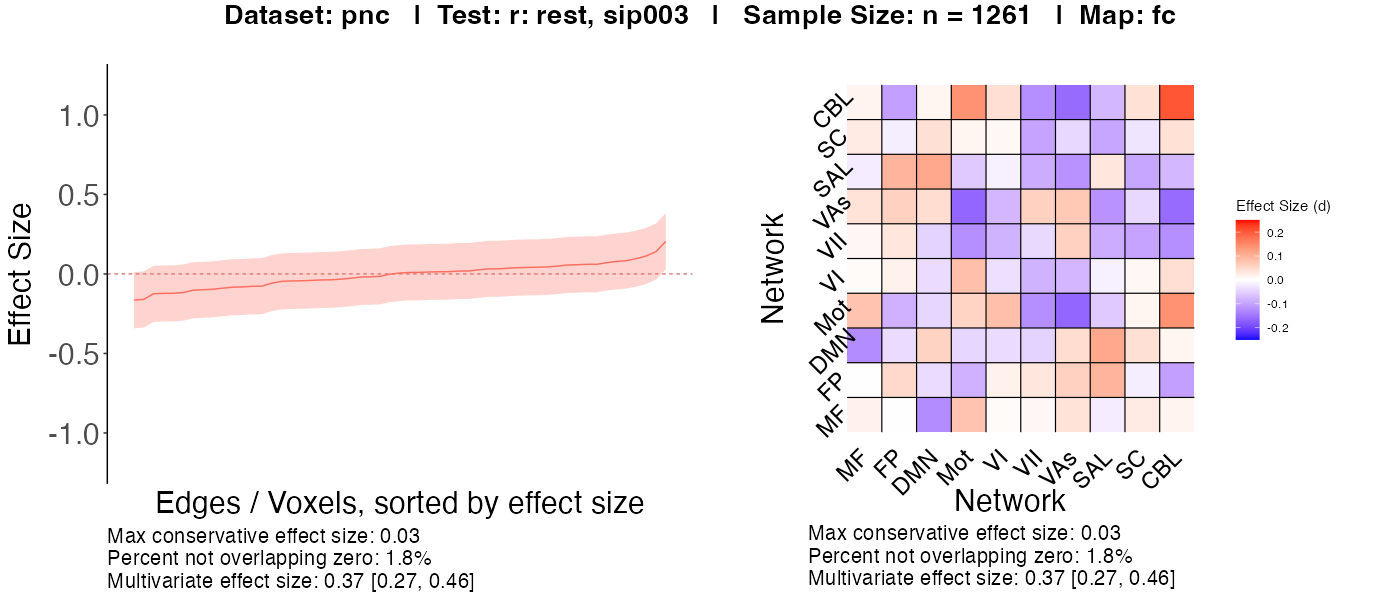 Dataset: pnc | Test: r: rest, sip003 | Sample Size: n = 1261 | Map: fc
Effect Size
1.0
0.5
0.0
-0.5
-1.0
Edges / Voxels, sorted by effect size
Max conservative effect size: 0.03
Percent not overlapping zero: 1.8%
Multivariate effect size: 0.37 [0.27, 0.46]
Network
CBL
SC
SAL
VAs
VII
VI
Mot
DMN
FP
MF
MF
FP
DMN
Mot
VI
VII
VAs
SAL
SC
CBL
Network
Max conservative effect size: 0.03
Percent not overlapping zero: 1.8%
Multivariate effect size: 0.37 [0.27, 0.46]
Effect Size (d)
0.2
0.1
0.0
-0.1
-0.2